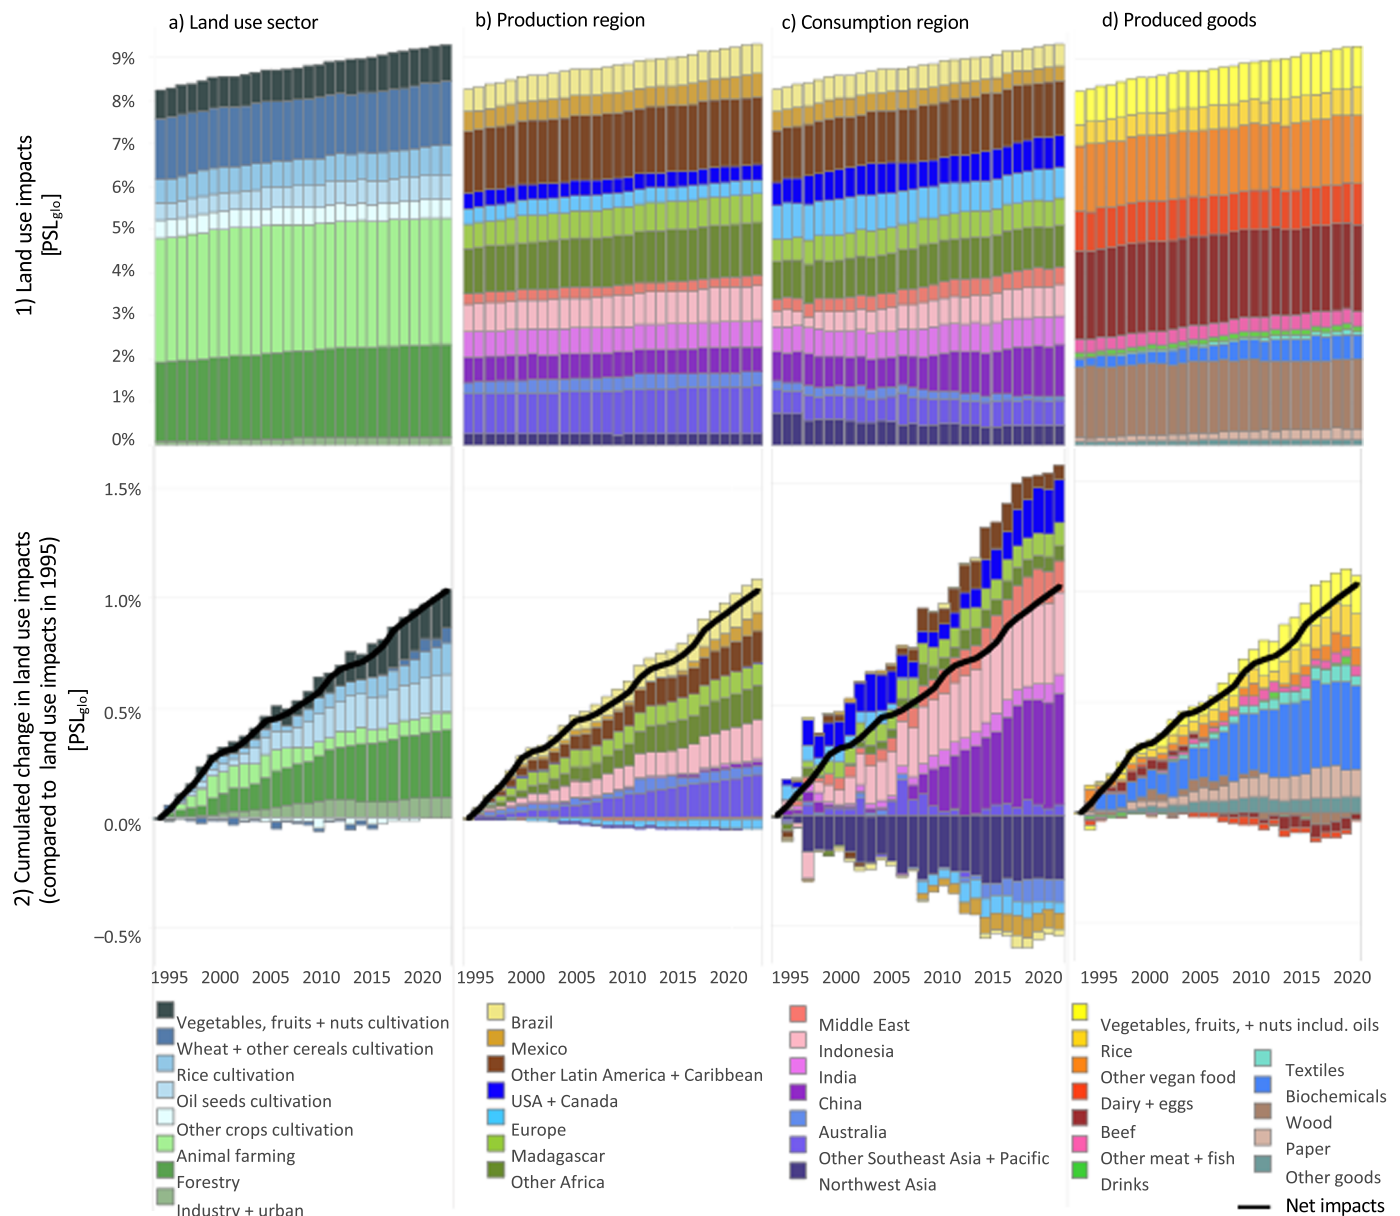 a) Land use sector
b) Production region
c) Consumption region
d) Produced goods
1) Land use impacts
[PSLglo]
9%
8%
7%
6%
5%
4%
3%
2%
1%
0%
2) Cumulated change in land use impacts
(compared to land use impacts in 1995)
[PSLglo]
1.5%
1.0%
0.5%
0.0%
−0.5%
1995 2000 2005 2010 2015 2020
1995 2000 2005 2010 2015 2020
1995 2000 2005 2010 2015 2020
1995 2000 2005 2010 2015 2020
Vegetables, fruits + nuts cultivation
Wheat + other cereals cultivation
Rice cultivation
Oil seeds cultivation
Other crops cultivation
Animal farming
Forestry
Industry + urban
Brazil
Mexico
Other Latin America + Caribbean
USA + Canada
Europe
Madagascar
Other Africa
Middle East
Indonesia
India
China
Australia
Other Southeast Asia + Pacific
Northwest Asia
Vegetables, fruits, + nuts includ. oils
Rice
Other vegan food
Dairy + eggs
Beef
Other meat + fish
Drinks
Textiles
Biochemicals
Wood
Paper
Other goods
Net impacts